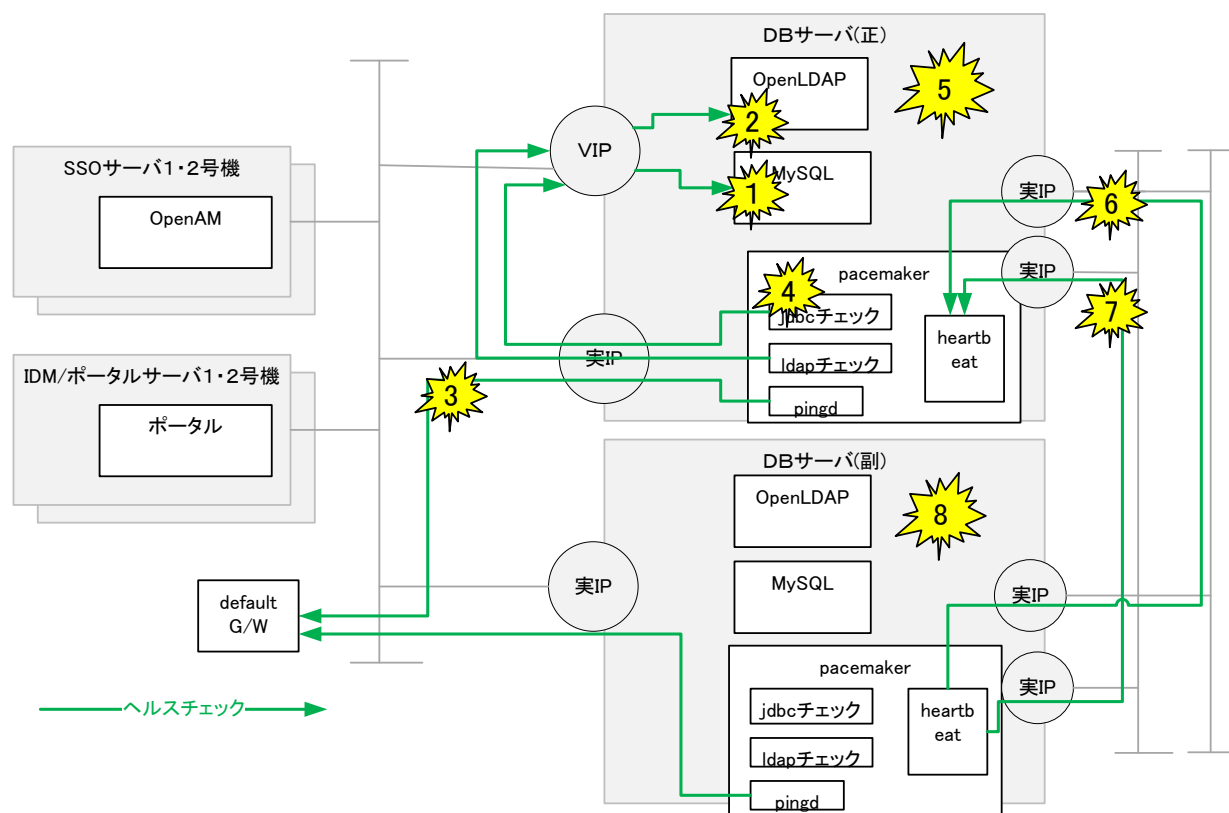 DBサーバ(正)
OpenLDAP
5
2
VIP
MySQL
1
SSOサーバ1・2号機
OpenAM
実IP
6
実IP
pacemaker
4
jdbcチェック
7
heartb
eat
実IP
ldapチェック
IDM/ポータルサーバ1・2号機
3
pingd
ポータル
DBサーバ(副)
OpenLDAP
8
MySQL
実IP
実IP
default
G/W
pacemaker
実IP
ヘルスチェック
jdbcチェック
heartb
eat
ldapチェック
pingd